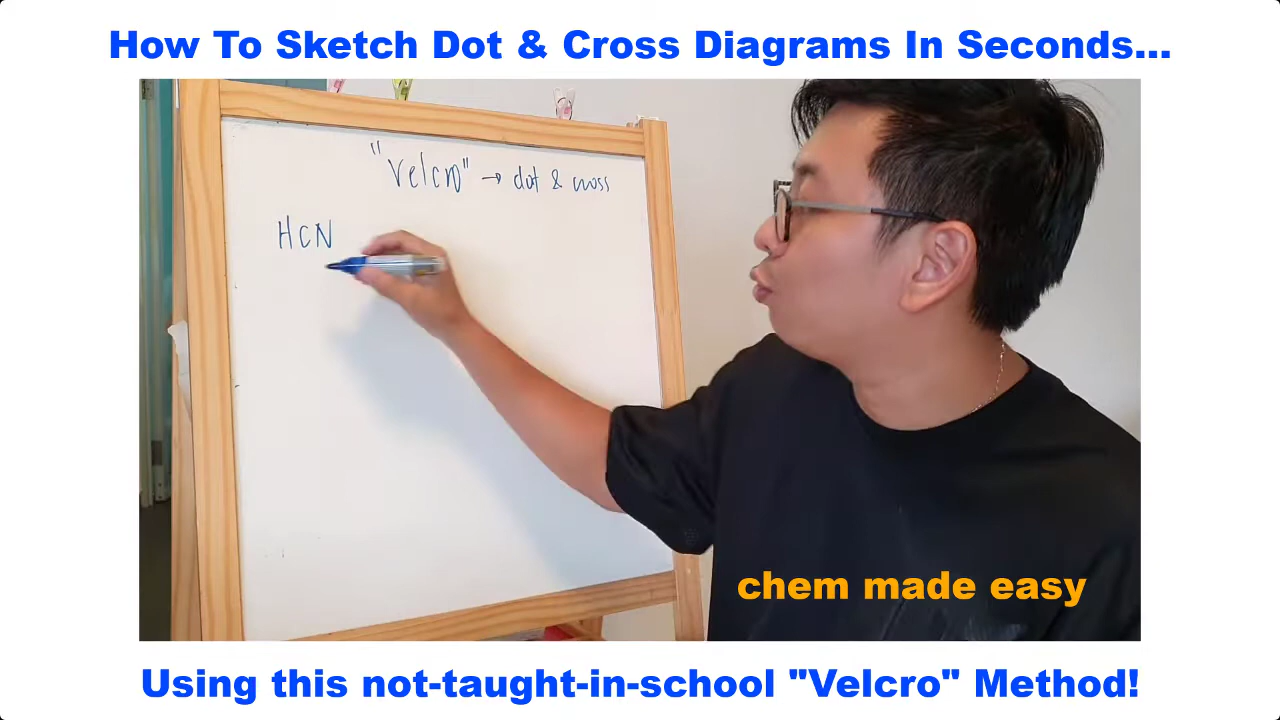 How To Sketch Dot & Cross Diagrams In Seconds...
"Velcro" → dot & cross
HCN
chem made easy
Using this not-taught-in-school "Velcro" Method!